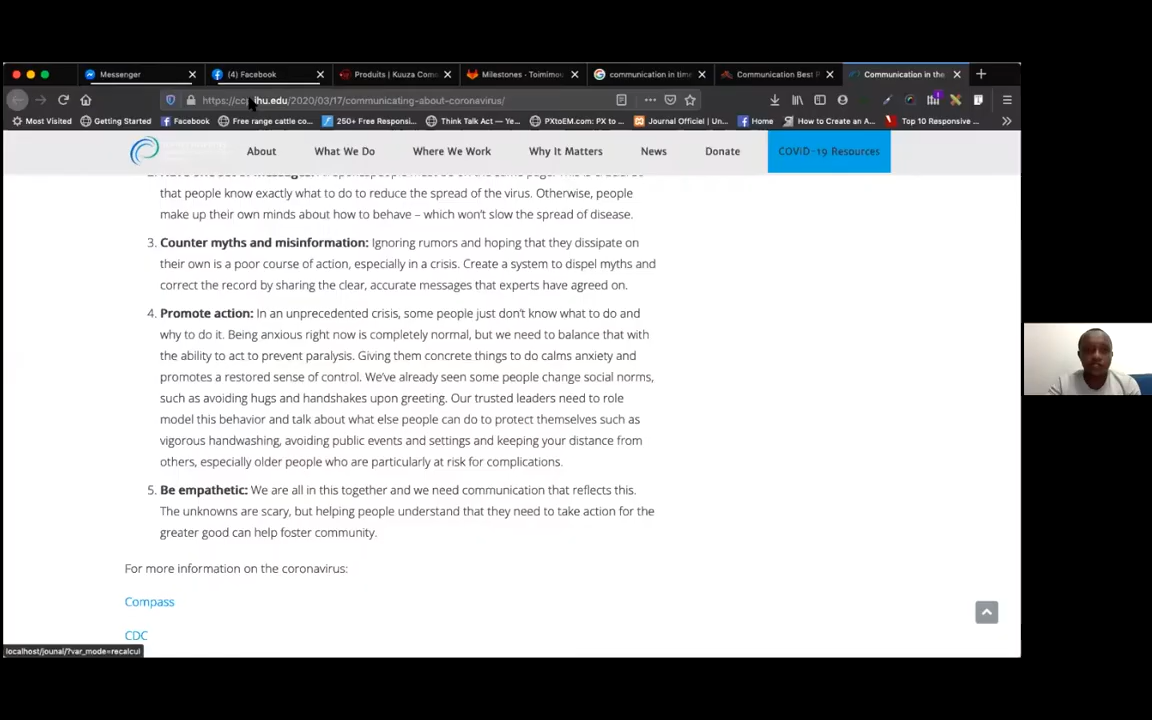 Messenger
(4) Facebook
Produits | Kuuza Com
Milestones · Toimimou
communication in tim
Communication Best P
Communication in the
jhu.edu/2020/03/17/communicating-about-coronavirus/
Most Visited
Getting Started
Facebook
Free range cattle co...
250+ Free Responsi...
Think Talk Act — Ye...
PXtoEM.com: PX to ...
Journal Officiel | Un...
Home
How to Create an A...
Top 10 Responsive ...
About
What We Do
Where We Work
Why It Matters
News
Donate
COVID-19 Resources
that people know exactly what to do to reduce the spread of the virus. Otherwise, people
make up their own minds about how to behave – which won't slow the spread of disease.
3. Counter myths and misinformation: Ignoring rumors and hoping that they dissipate on
their own is a poor course of action, especially in a crisis. Create a system to dispel myths and
correct the record by sharing the clear, accurate messages that experts have agreed on.
4. Promote action: In an unprecedented crisis, some people just don't know what to do and
why to do it. Being anxious right now is completely normal, but we need to balance that with
the ability to act to prevent paralysis. Giving them concrete things to do calms anxiety and
promotes a restored sense of control. We've already seen some people change social norms,
such as avoiding hugs and handshakes upon greeting. Our trusted leaders need to role
model this behavior and talk about what else people can do to protect themselves such as
vigorous handwashing, avoiding public events and settings and keeping your distance from
others, especially older people who are particularly at risk for complications.
5. Be empathetic: We are all in this together and we need communication that reflects this.
The unknowns are scary, but helping people understand that they need to take action for the
greater good can help foster community.
For more information on the coronavirus:
Compass
CDC
localhost/jounal/?var_mode=recalcul